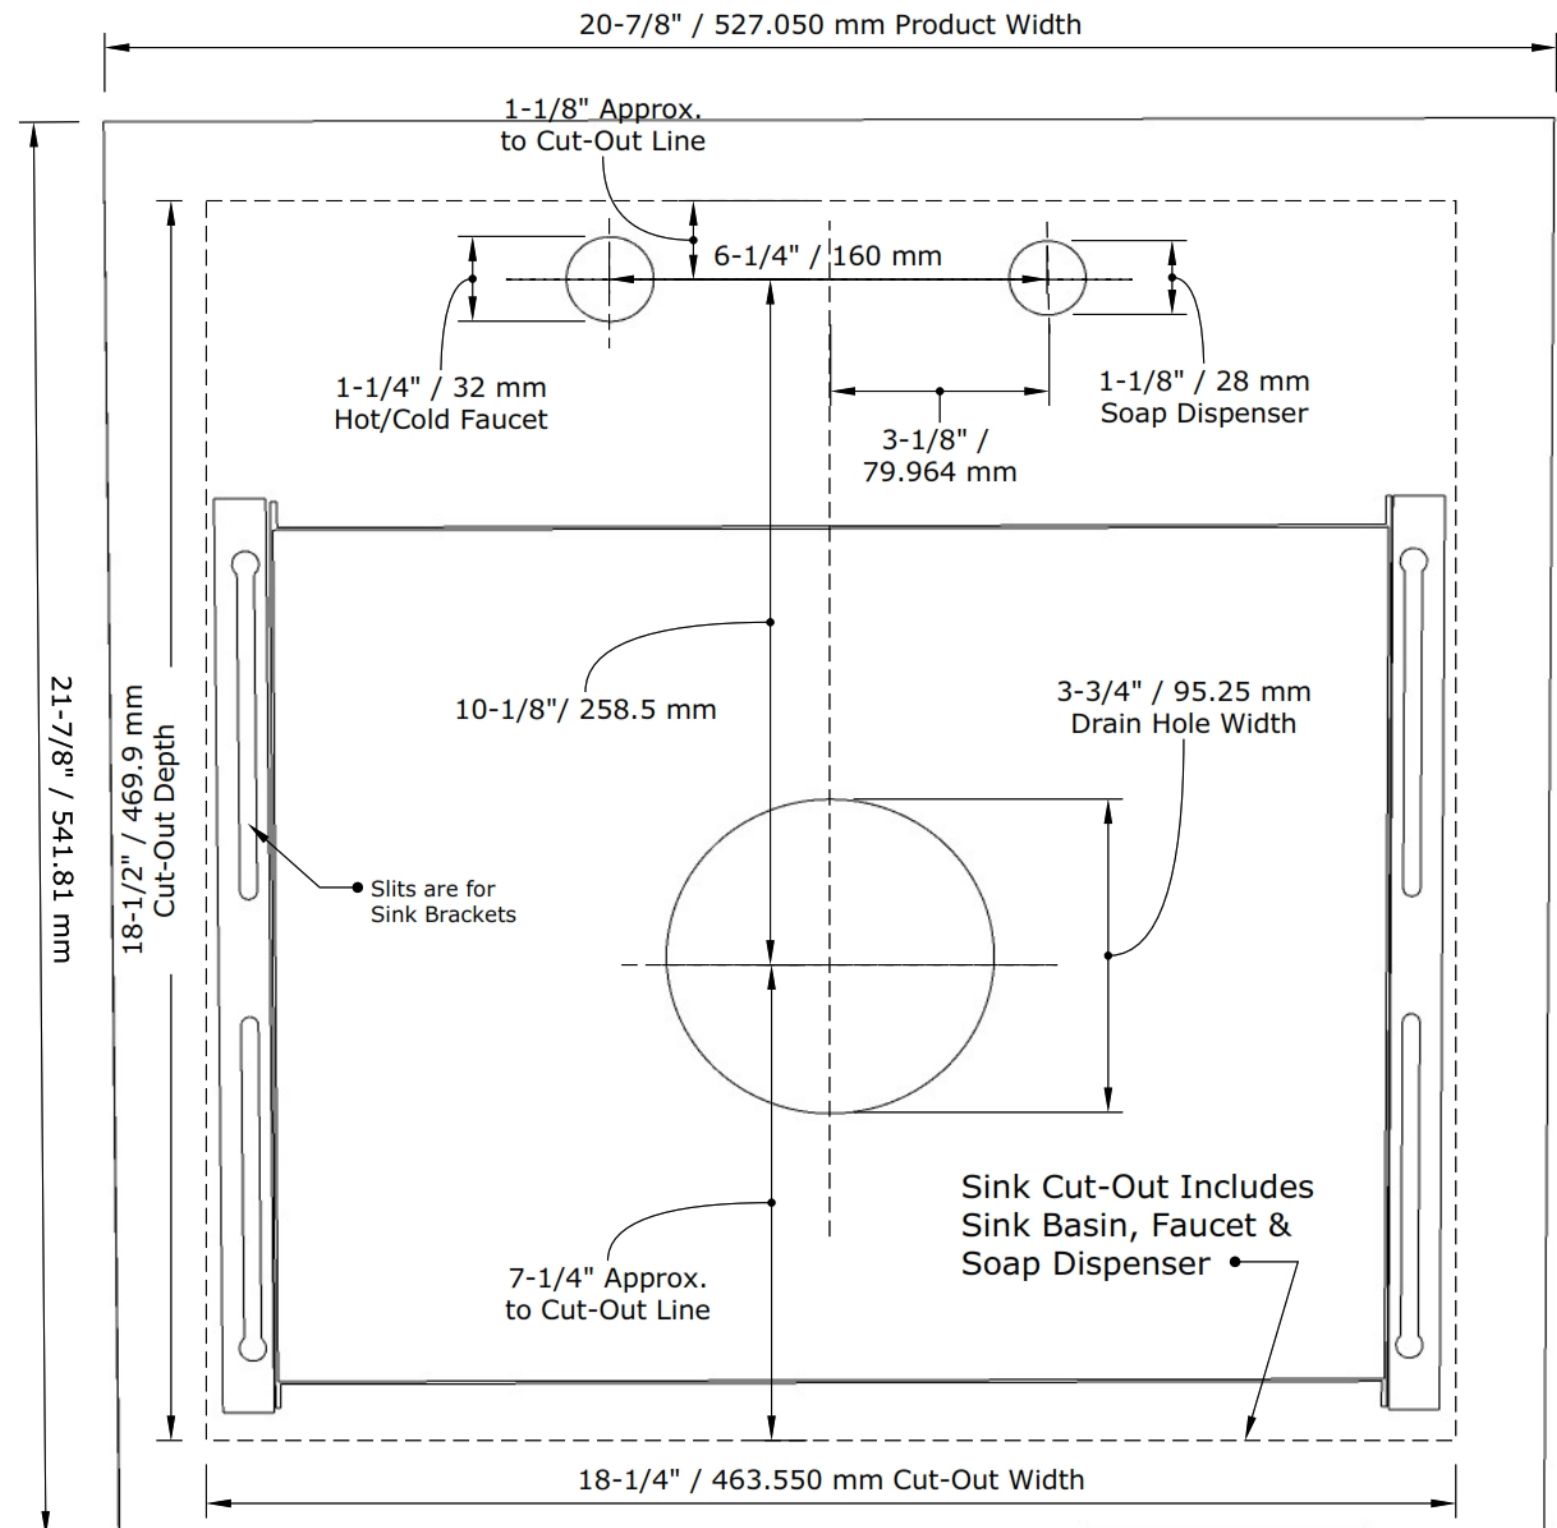 20-7/8" / 527.050 mm Product Width
1-1/8" Approx.
to Cut-Out Line
6-1/4" / 160 mm
1-1/4" / 32 mm
Hot/Cold Faucet
1-1/8" / 28 mm
Soap Dispenser
3-1/8" /
79.964 mm
21-7/8" / 541.81 mm
18-1/2" / 469.9 mm
Cut-Out Depth
10-1/8"/ 258.5 mm
3-3/4" / 95.25 mm
Drain Hole Width
Slits are for
Sink Brackets
Sink Cut-Out Includes
Sink Basin, Faucet &
Soap Dispenser
7-1/4" Approx.
to Cut-Out Line
18-1/4" / 463.550 mm Cut-Out Width